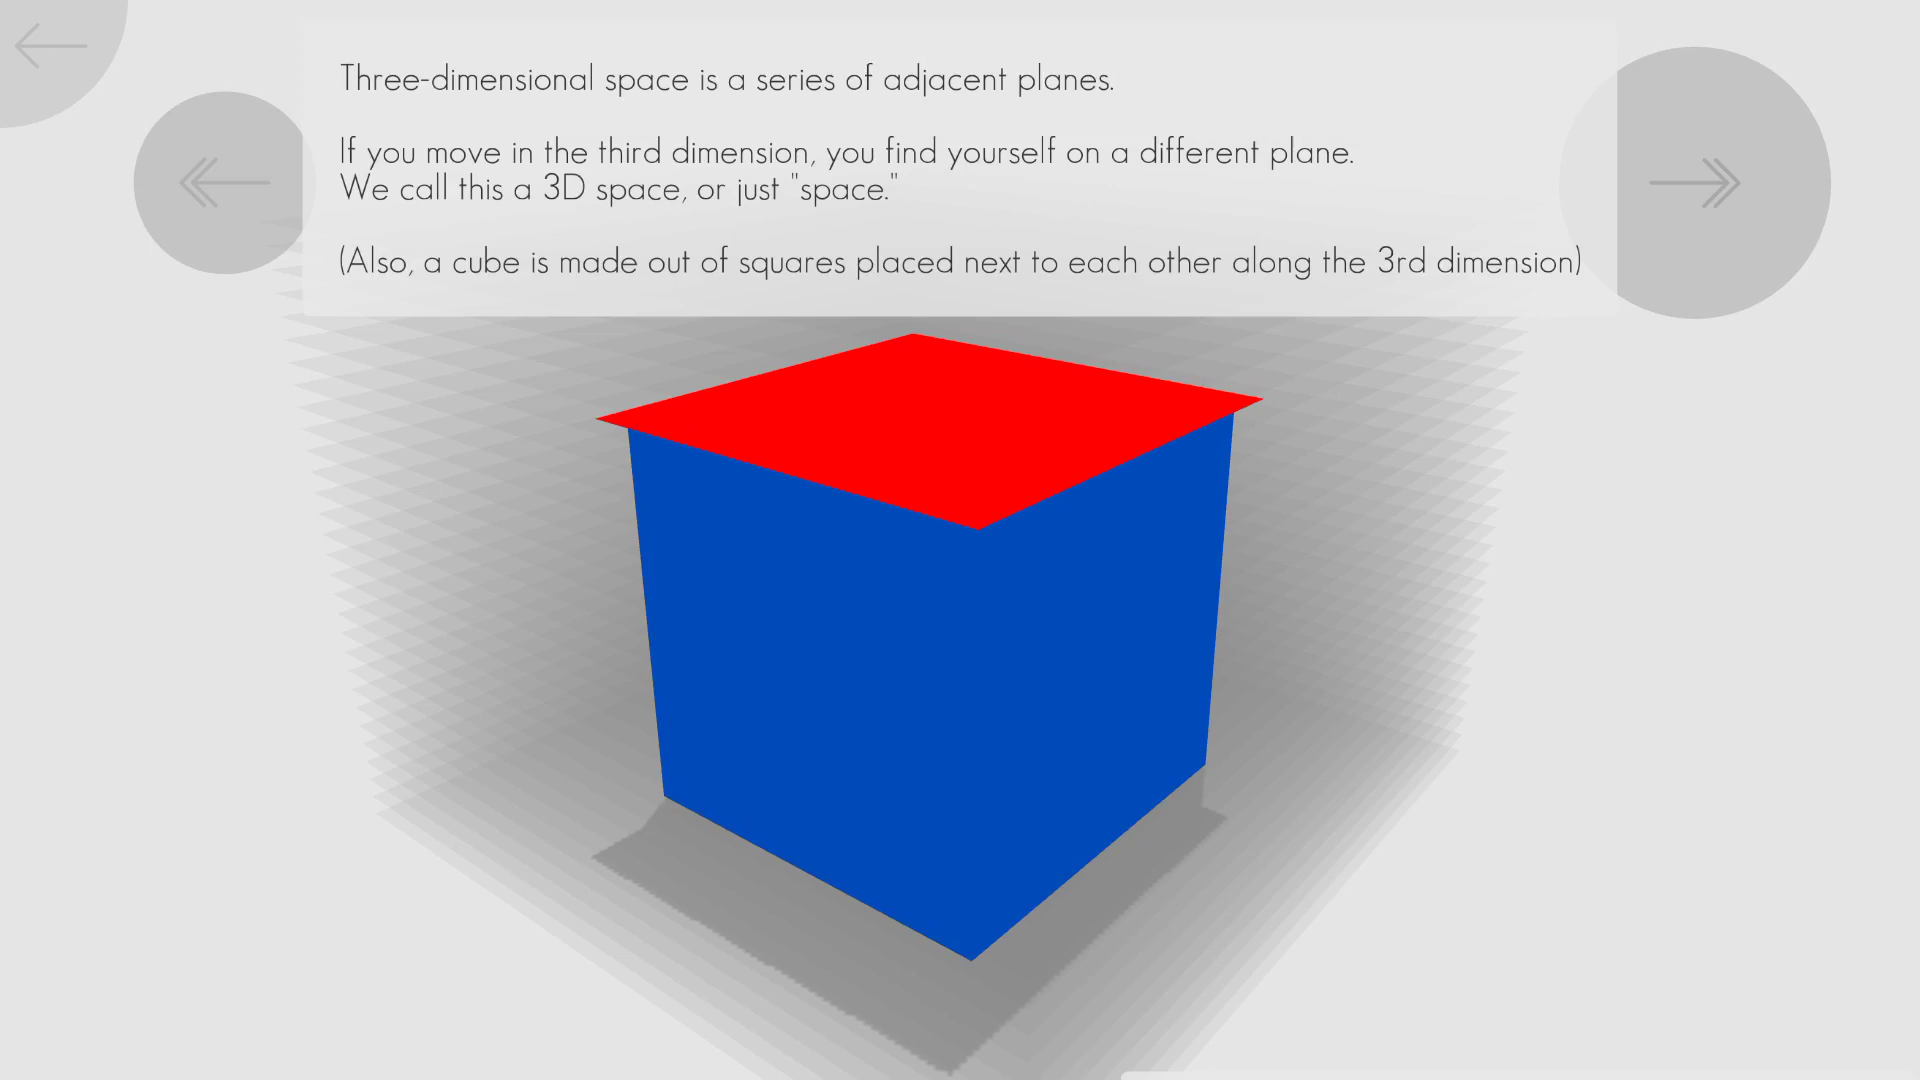 Three-dimensional space is a series of adjacent planes.
If you move in the third dimension, you find yourself on a different plane.
We call this a 3D space, or just "space."
(Also, a cube is made out of squares placed next to each other along the 3rd dimension)